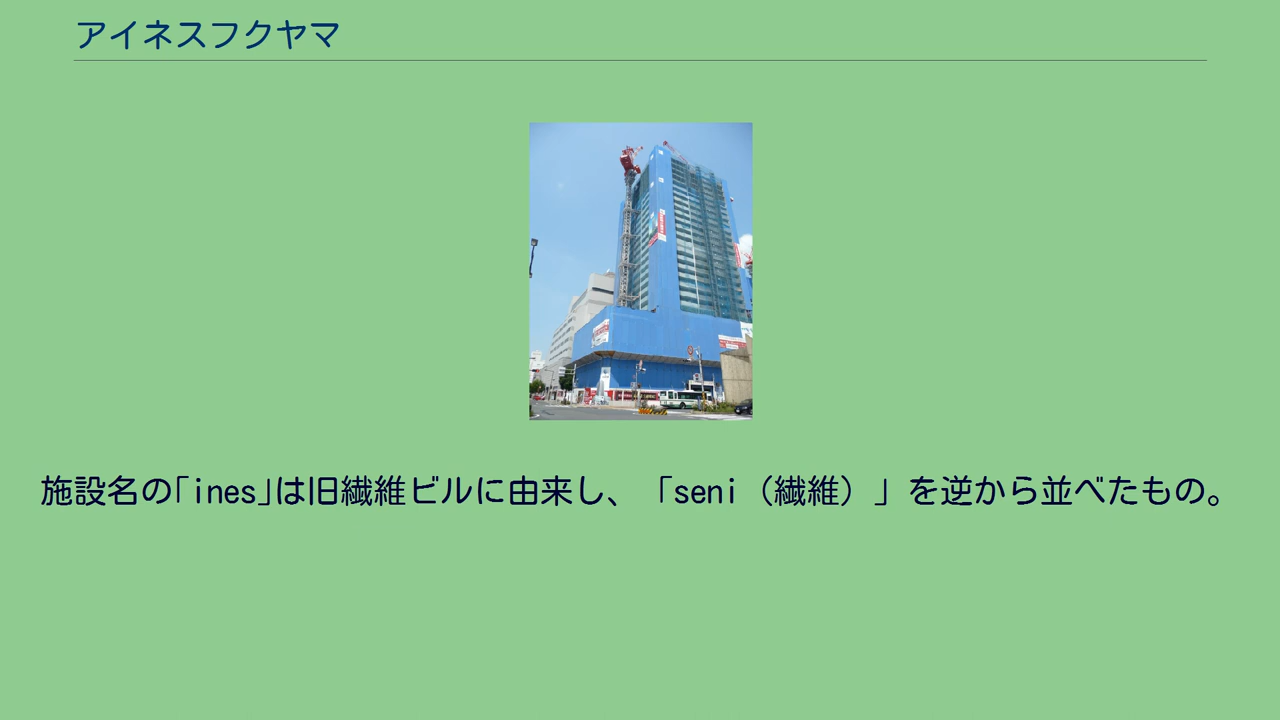 アイネスフクヤマ
施設名の｢ines｣は旧繊維ビルに由来し、「seni（繊維）」を逆から並べたもの。